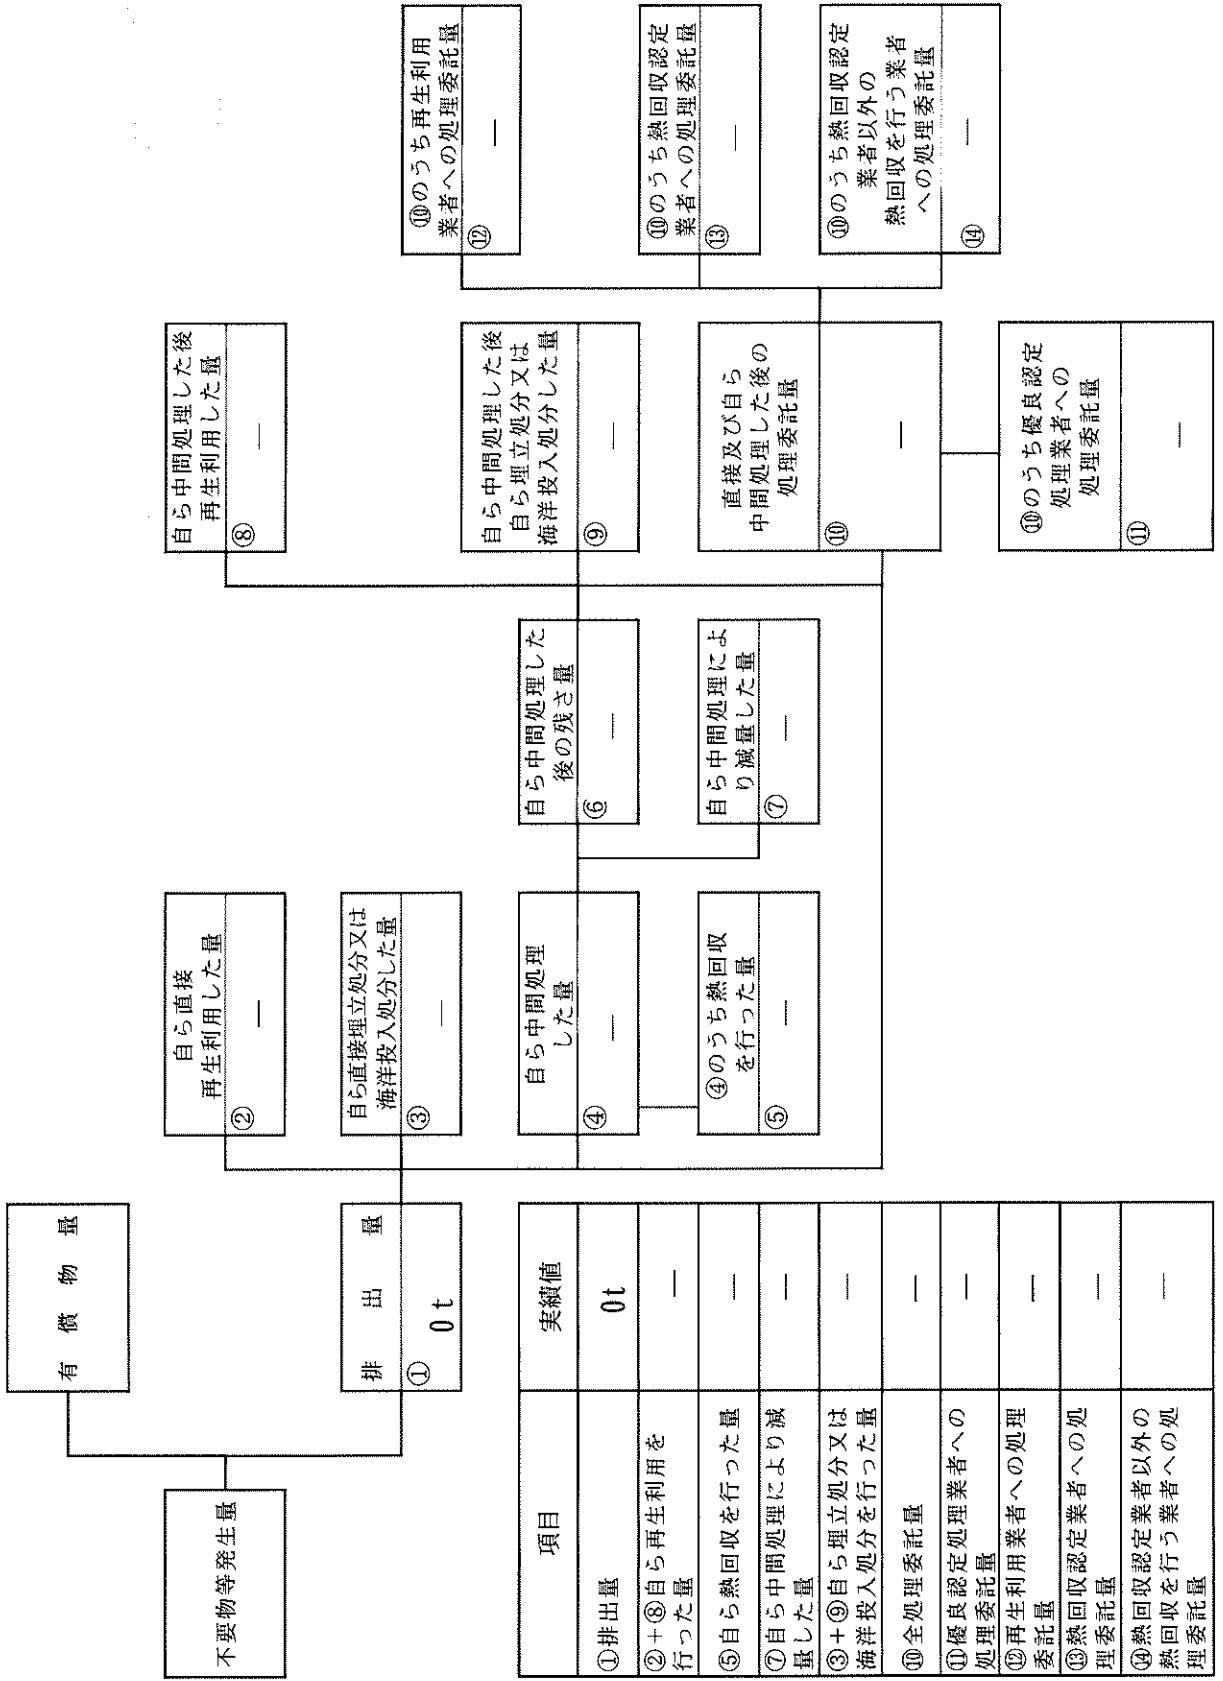 不要物等発生量
有償物量
排出量
①
0t
自ら直接
再生利用した量
②
—
自ら直接埋立処分又は
海洋投入処分した量
③
—
自ら中間処理
した量
④
—
④のうち熱回収
を行った量
⑤
—
自ら中間処理した
後の残さ量
⑥
—
自ら中間処理によ
り減量した量
⑦
—
自ら中間処理した後
再生利用した量
⑧
—
自ら中間処理した後
自ら埋立処分又は
海洋投入処分した量
⑨
—
直接及び自ら
中間処理した後の
処理委託量
⑩
—
⑩のうち優良認定
処理業者への
処理委託量
⑪
—
⑩のうち再生利用
業者への処理委託量
⑫
—
⑩のうち熱回収認定
業者への処理委託量
⑬
—
⑩のうち熱回収認定
業者以外の
熱回収を行う業者
への処理委託量
⑭
—
項目 実績値
①排出量 0t
②+⑧自ら再生利用を
行った量 —
⑤自ら熱回収を行った量 —
⑦自ら中間処理により減
量した量 —
③+⑨自ら埋立処分又は
海洋投入処分を行った量 —
⑩全処理委託量 —
⑪優良認定処理業者への
処理委託量 —
⑫再生利用業者への処理
委託量 —
⑬熱回収認定業者への処
理委託量 —
⑭熱回収認定業者以外の
熱回収を行う業者への処
理委託量 —